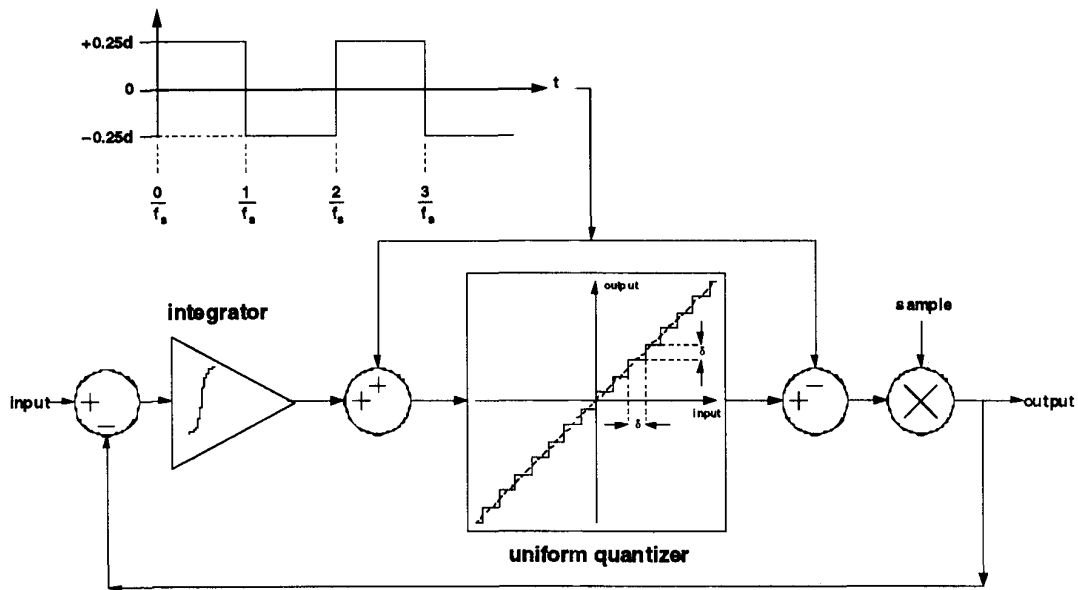 +0.25d
0
t
−0.25d
0/fs 1/fs 2/fs 3/fs
integrator
output
sample
δ
+
+ +
+ −
input
+
−
input
δ
output
uniform quantizer